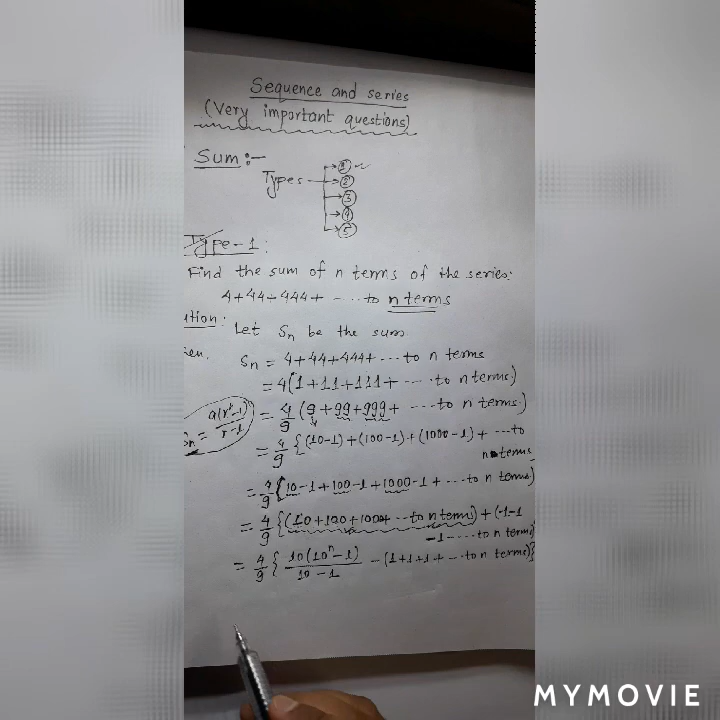 Sequence and series
(Very important questions)
Sum :-
Types
1
2
3
4
5
Type-1 :
Find the sum of n terms of the series:
4+44+444+ - ... to n terms
ution:
Let Sn be the sum
en.
Sn = 4+44+444+ ... to n terms
= 4(1+11+111+ ... to n terms)
Sn = a(r^n-1)/r-1
= 4/9 (9+99+999+ ... to n terms)
= 4/9 {(10-1)+(100-1)+(1000-1)+ ... to
n terms
= 4/9 {10-1+100-1+1000-1+ ... to n terms)
= 4/9 {(10+100+1000+ ... to n terms)+(-1-1
-1 ..... to n terms)
= 4/9 { 10(10^n-1)/10-1 -(1+1+1+ ... to n terms)}
MYMOVIE